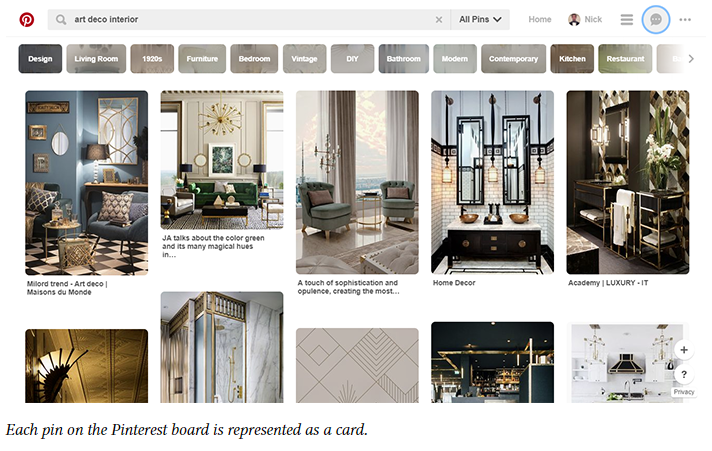 art deco interior
All Pins
Home
Nick
Design
Living Room
1920s
Furniture
Bedroom
Vintage
DIY
Bathroom
Modern
Contemporary
Kitchen
Restaurant
Milord trend - Art deco |
Maisons du Monde
JA talks about the color green
and its many magical hues
in...
A touch of sophistication and
opulence, creating the most...
Home Decor
Academy | LUXURY - IT
+
?
Privacy
Each pin on the Pinterest board is represented as a card.